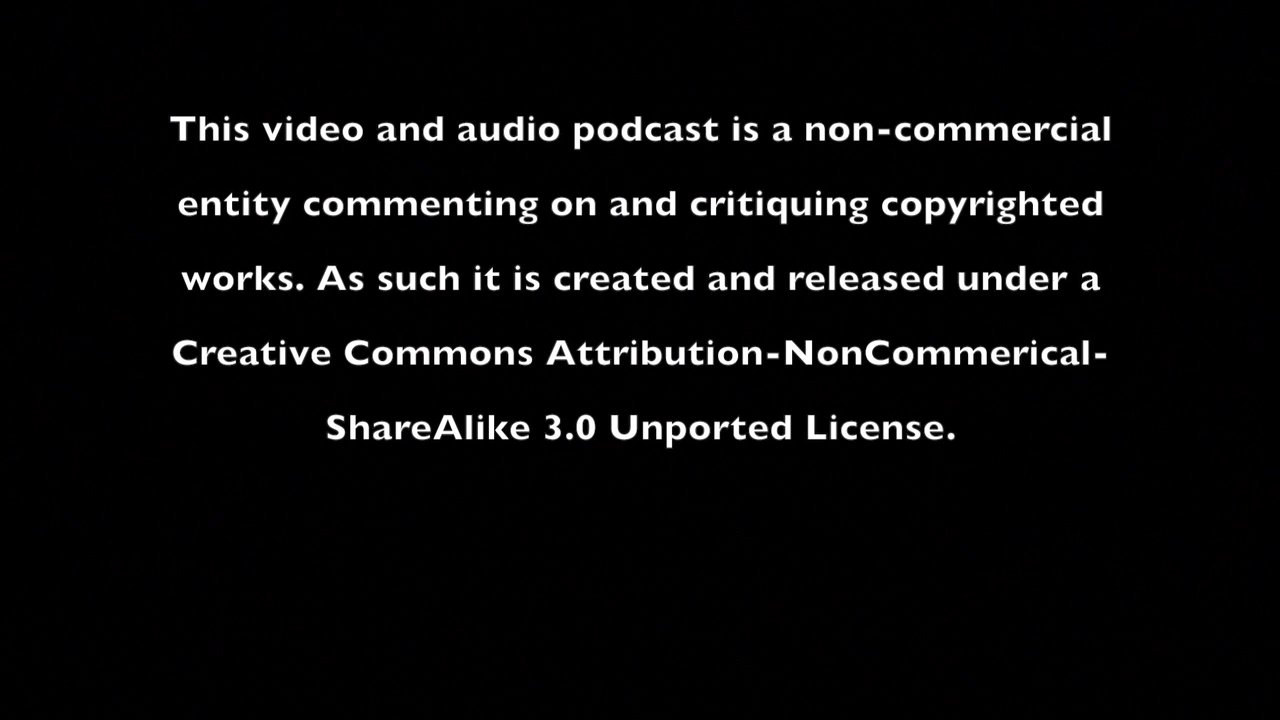 This video and audio podcast is a non-commercial
entity commenting on and critiquing copyrighted
works. As such it is created and released under a
Creative Commons Attribution-NonCommerical-
ShareAlike 3.0 Unported License.